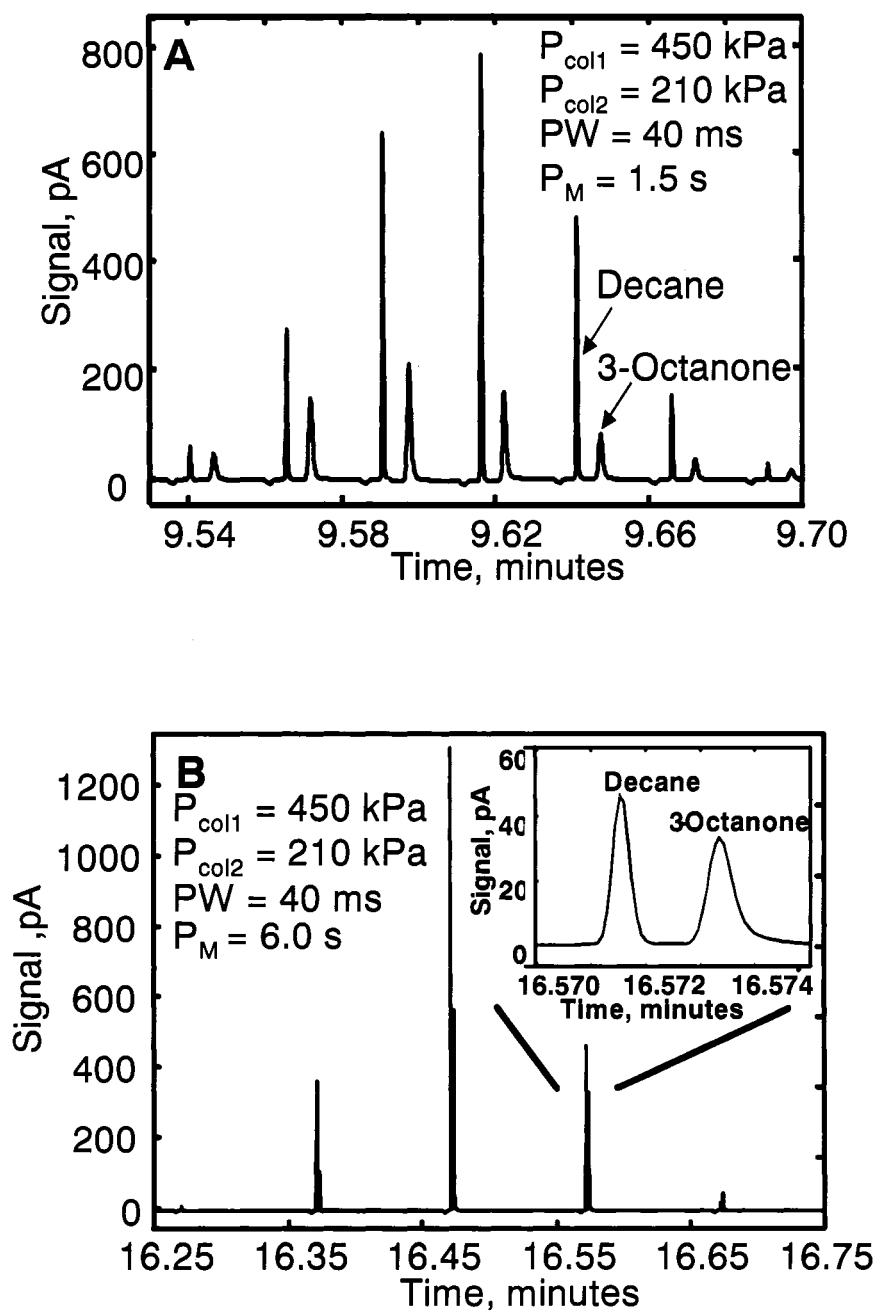 A
P_col1 = 450 kPa
P_col2 = 210 kPa
PW = 40 ms
P_M = 1.5 s
Decane
3-Octanone
Signal, pA
800
600
400
200
0
9.54 9.58 9.62 9.66 9.70
Time, minutes
B
P_col1 = 450 kPa
P_col2 = 210 kPa
PW = 40 ms
P_M = 6.0 s
Signal ,pA
1200
1000
800
600
400
200
0
60
40
20
0
Signal, pA
Decane
3-Octanone
16.570 16.572 16.574
Time, minutes
16.25 16.35 16.45 16.55 16.65 16.75
Time, minutes